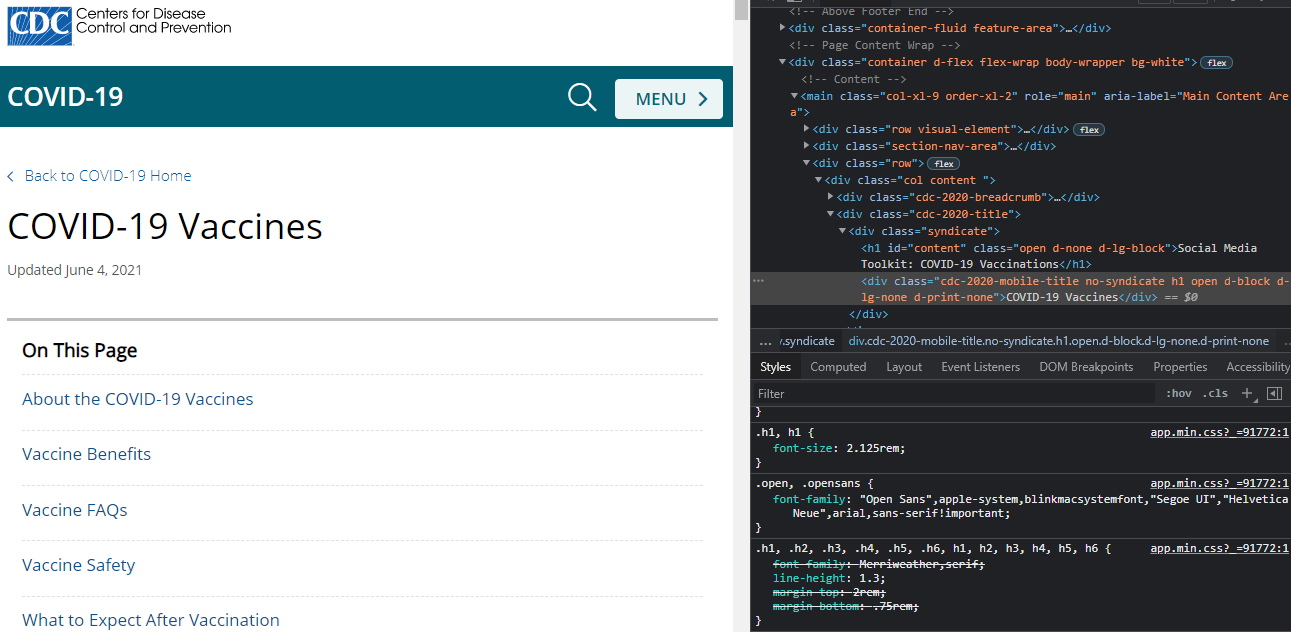 CDC
Centers for Disease
Control and Prevention
COVID-19
MENU
Back to COVID-19 Home
COVID-19 Vaccines
Updated June 4, 2021
On This Page
About the COVID-19 Vaccines
Vaccine Benefits
Vaccine FAQs
Vaccine Safety
What to Expect After Vaccination
<!-- Above Footer End -->
<div class="container-fluid feature-area">…</div>
<!-- Page Content Wrap -->
<div class="container d-flex flex-wrap body-wrapper bg-white"> flex
<!-- Content -->
<main class="col-xl-9 order-xl-2" role="main" aria-label="Main Content Are
a">
<div class="row visual-element">…</div> flex
<div class="section-nav-area">…</div>
<div class="row"> flex
<div class="col content ">
<div class="cdc-2020-breadcrumb">…</div>
<div class="cdc-2020-title">
<div class="syndicate">
<h1 id="content" class="open d-none d-lg-block">Social Media
Toolkit: COVID-19 Vaccinations</h1>
<div class="cdc-2020-mobile-title no-syndicate h1 open d-block d-
lg-none d-print-none">COVID-19 Vaccines</div> == $0
</div>
… v.syndicate div.cdc-2020-mobile-title.no-syndicate.h1.open.d-block.d-lg-none.d-print-none
Styles Computed Layout Event Listeners DOM Breakpoints Properties Accessibility
Filter :hov .cls +
}
.h1, h1 { app.min.css?_=91772:1
font-size: 2.125rem;
}
.open, .opensans { app.min.css?_=91772:1
font-family: "Open Sans",apple-system,blinkmacsystemfont,"Segoe UI","Helvetica
Neue",arial,sans-serif!important;
}
.h1, .h2, .h3, .h4, .h5, .h6, h1, h2, h3, h4, h5, h6 { app.min.css?_=91772:1
font-family: Merriweather,serif;
line-height: 1.3;
margin-top: 2rem;
margin-bottom: .75rem;
}